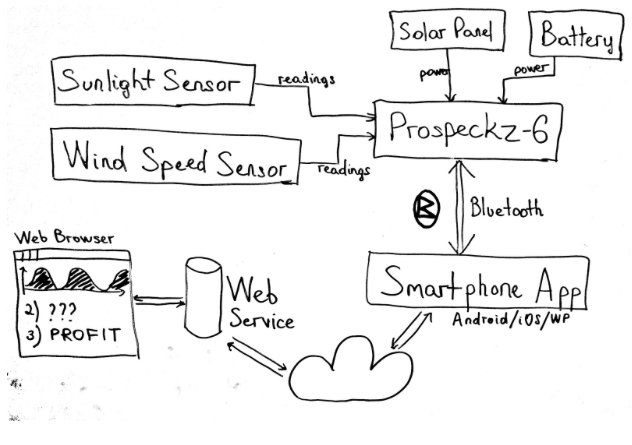 Solar Panel
Battery
power
power
Sunlight Sensor
readings
Prospeckz-6
Wind Speed Sensor
readings
Bluetooth
Web Browser
Smartphone App
Android/iOS/WP
Web
Service
2) ???
3) PROFIT